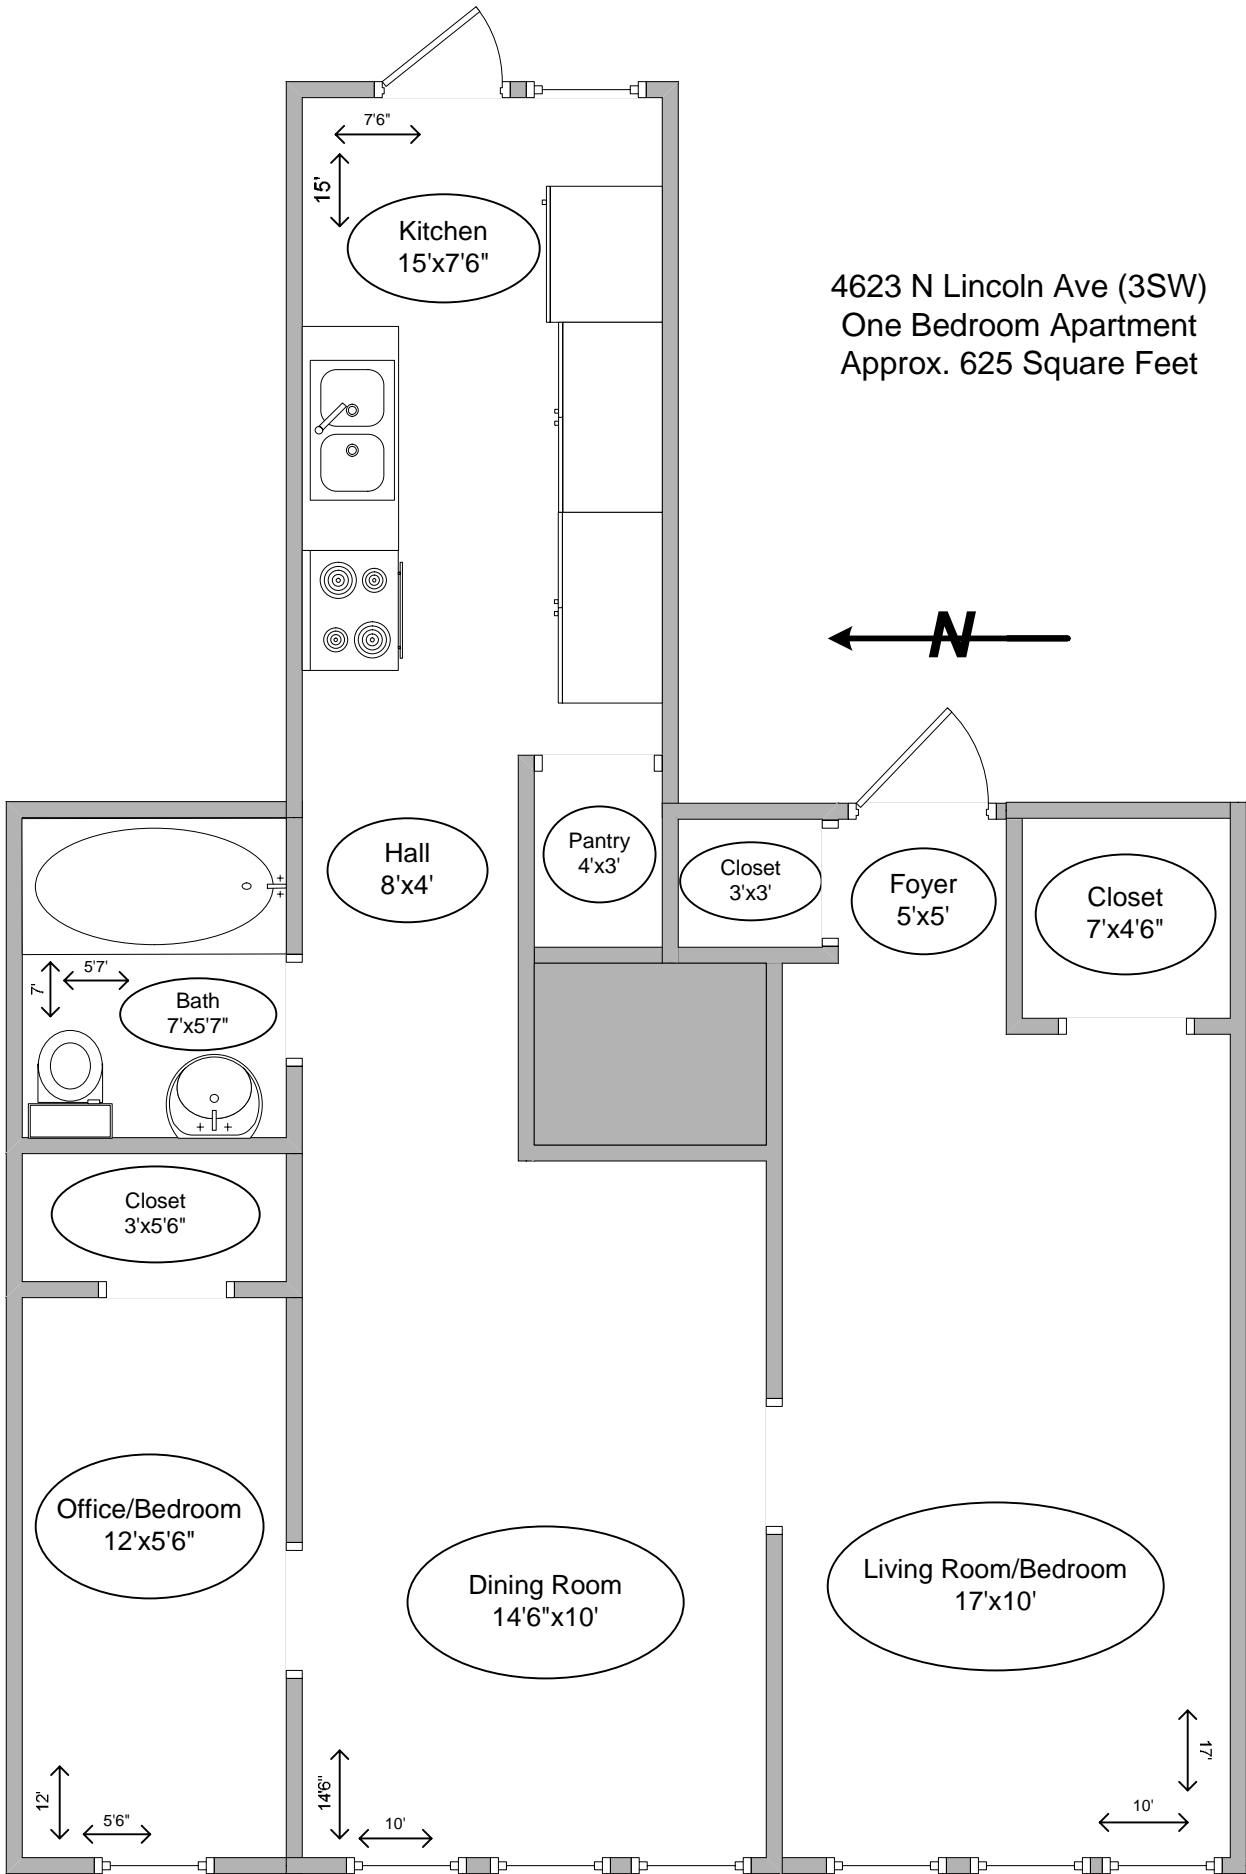 7'6"
15'
Kitchen
15'x7'6"
4623 N Lincoln Ave (3SW)
One Bedroom Apartment
Approx. 625 Square Feet
N
Hall
8'x4'
Pantry
4'x3'
Closet
3'x3'
Foyer
5'x5'
Closet
7'x4'6"
5'7'
7'
Bath
7'x5'7"
Closet
3'x5'6"
Office/Bedroom
12'x5'6"
Dining Room
14'6"x10'
Living Room/Bedroom
17'x10'
12'
5'6"
14'6"
10'
17'
10'